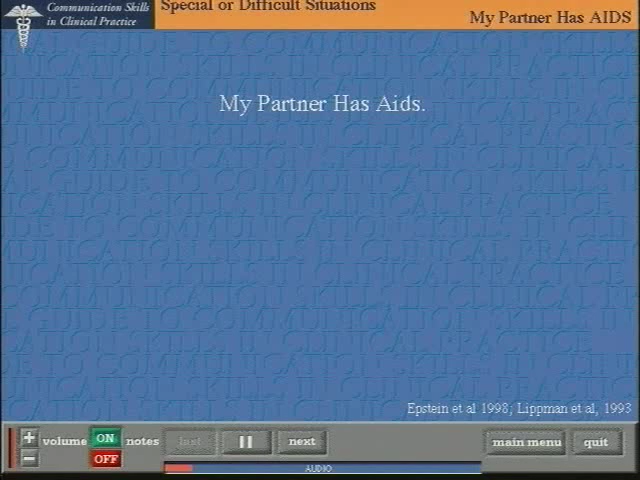 Communication Skills
in Clinical Practice
Special or Difficult Situations
My Partner Has AIDS
My Partner Has Aids.
Epstein et al 1998; Lippman et al, 1993
+
volume
ON
notes
last
next
main menu
quit
−
OFF
AUDIO